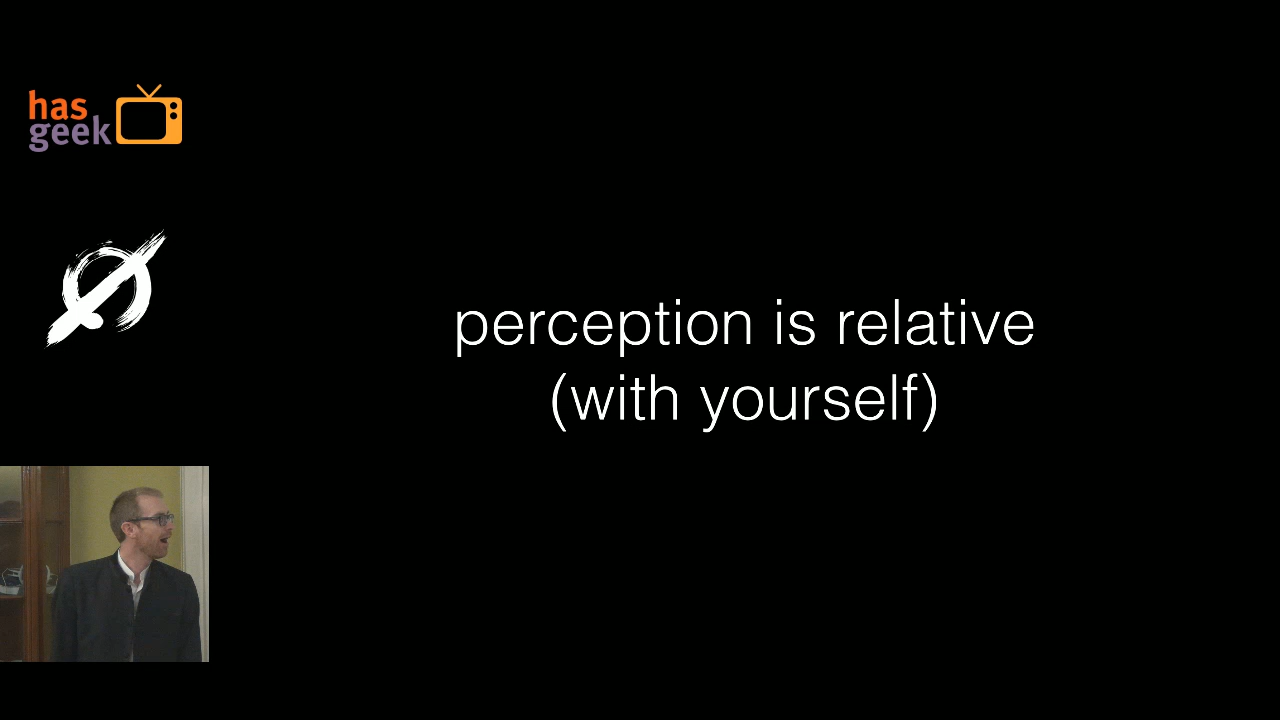 has
geek
perception is relative
(with yourself)